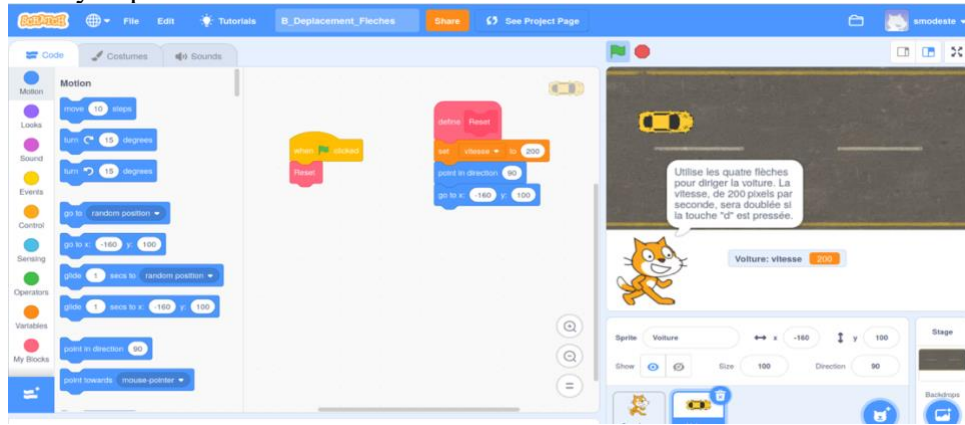 SCRATCH File Edit Tutorials B_Deplacement_Fleches Share See Project Page smodeste
Code Costumes Sounds
Motion
Looks
Sound
Events
Control
Sensing
Operators
Variables
My Blocks
Motion
move 10 steps
turn 15 degrees
turn 15 degrees
go to random position
go to x: -160 y: 100
glide 1 secs to random position
glide 1 secs to x: -160 y: 100
point in direction 90
point towards mouse-pointer
when clicked
Reset
define Reset
set vitesse to 200
point in direction 90
go to x: -160 y: 100
Utilise les quatre flèches
pour diriger la voiture. La
vitesse, de 200 pixels par
seconde, sera doublée si
la touche "d" est pressée.
Voiture: vitesse 200
Sprite Voiture x -160 y 100
Show Size 100 Direction 90
Stage
Backdrops